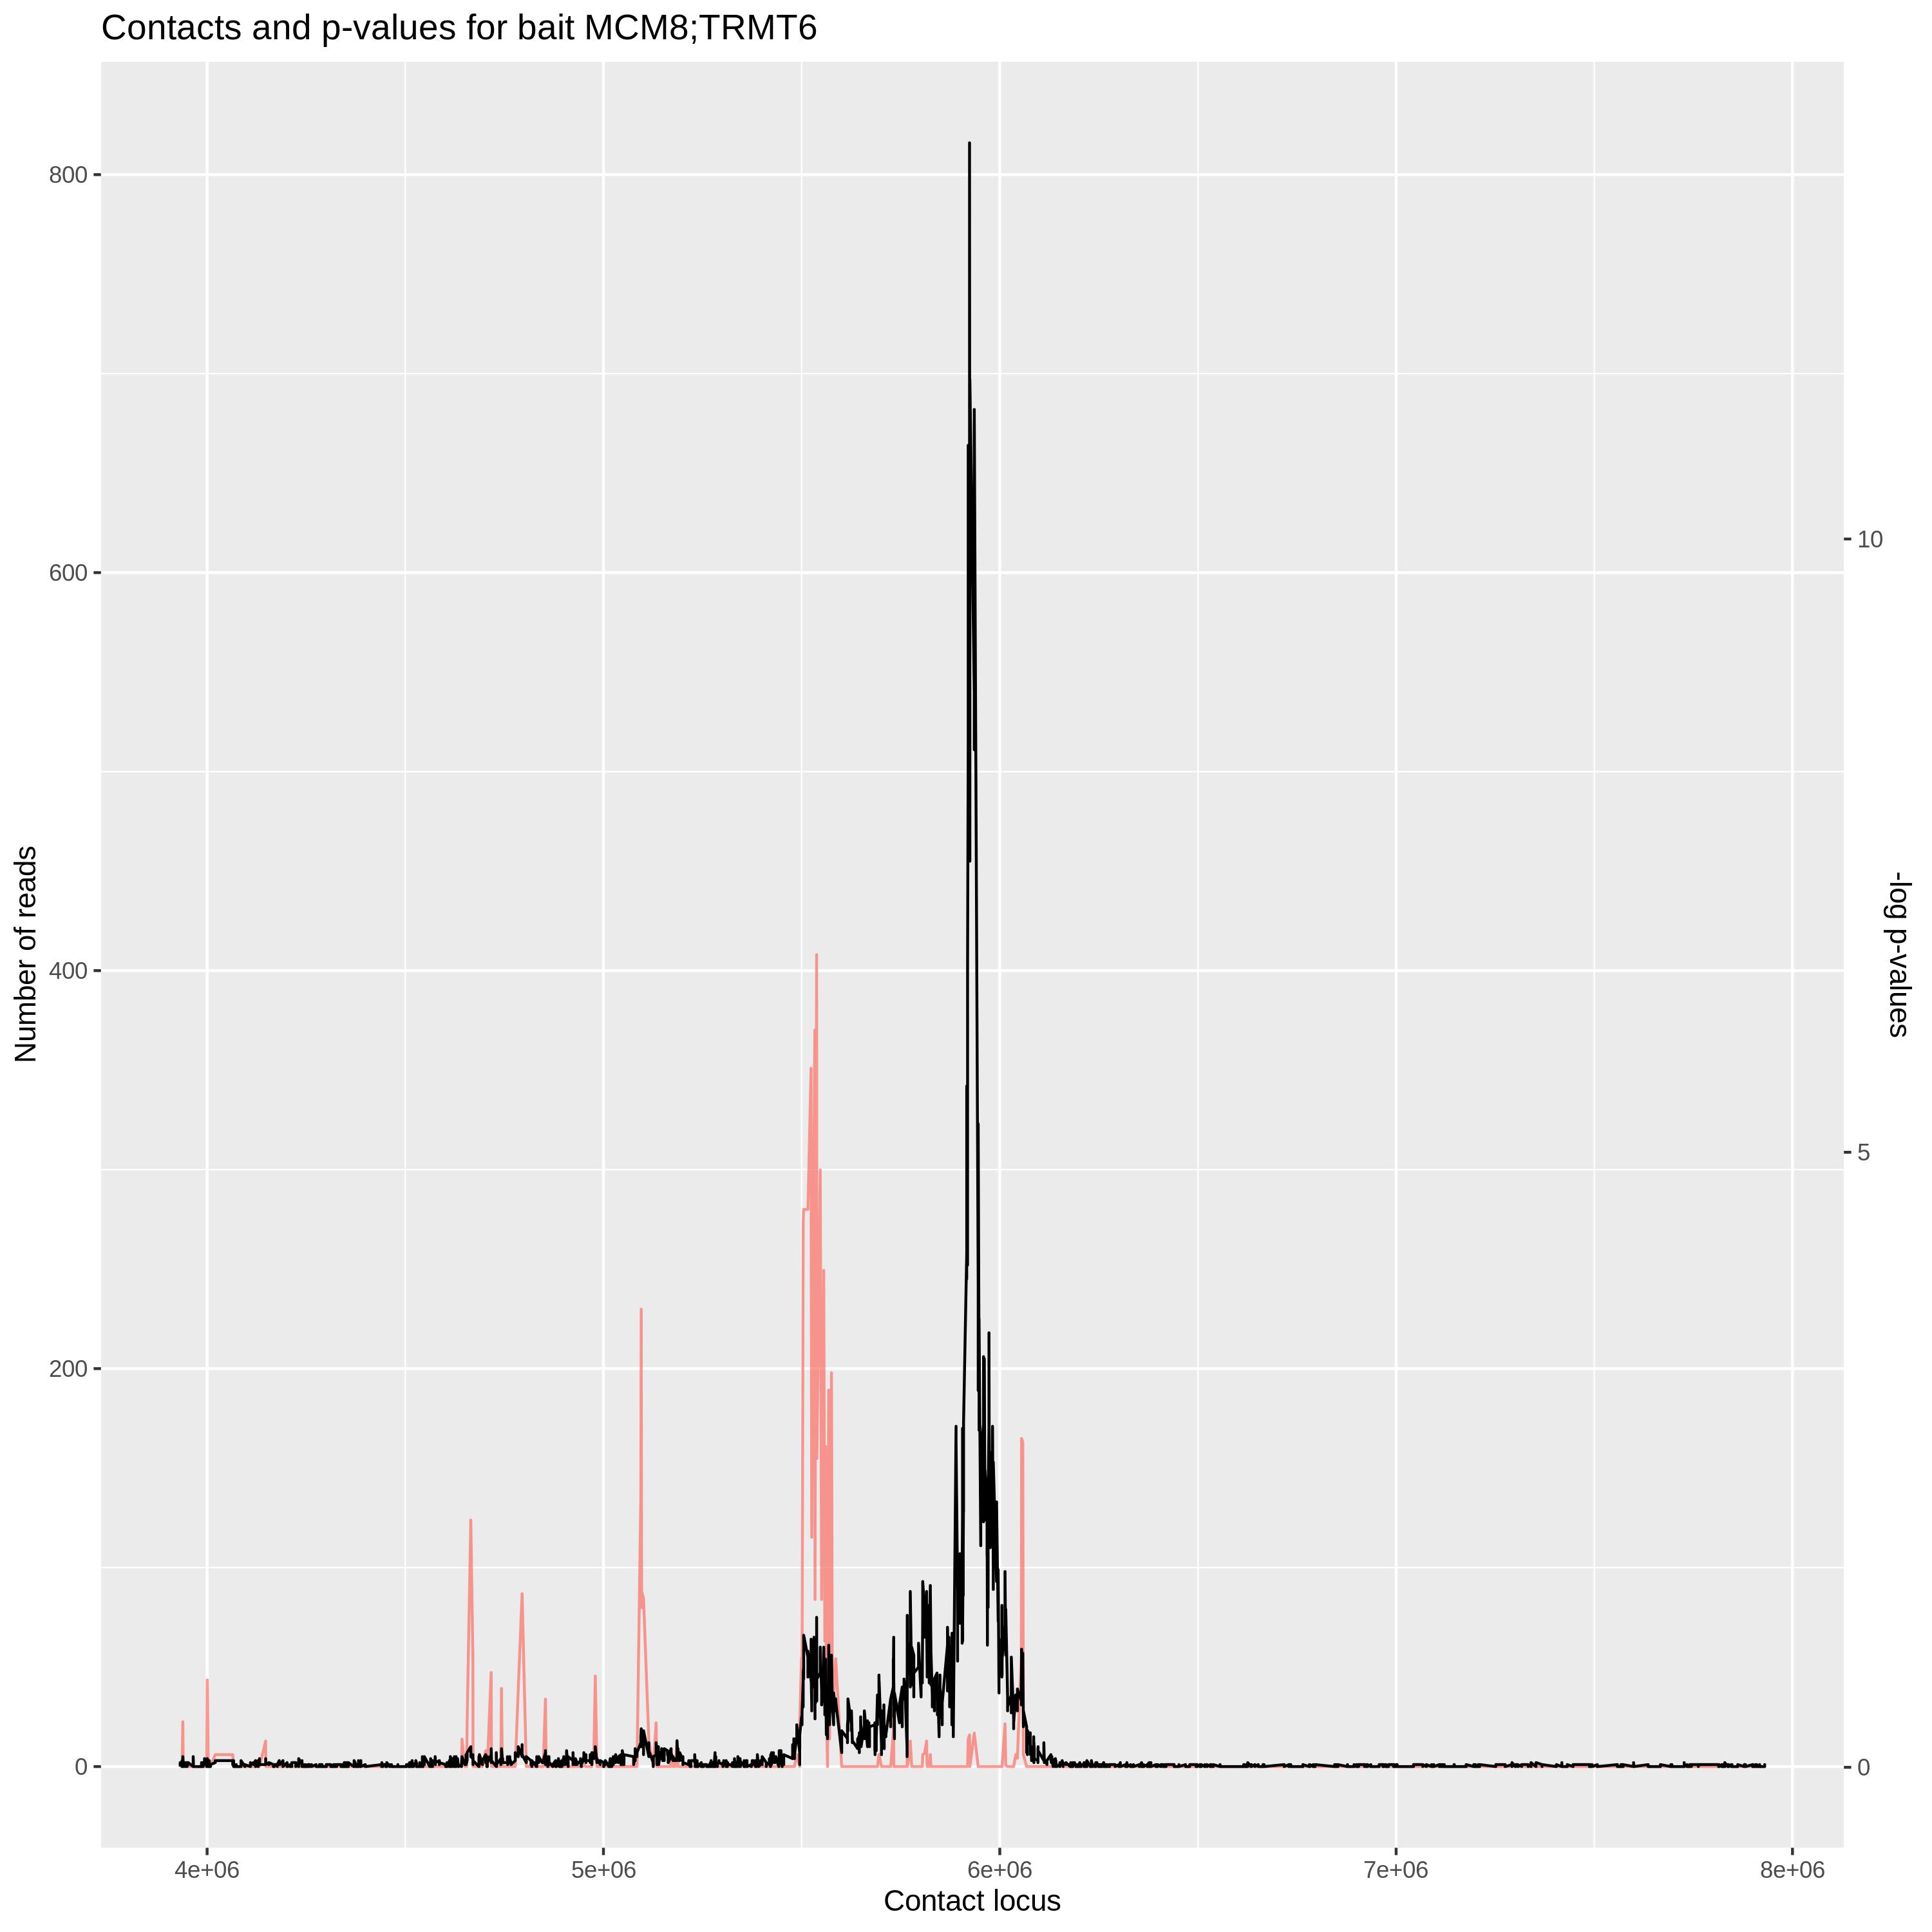 Contacts and p-values for bait MCM8;TRMT6
800
600
400
200
0
Number of reads
10
5
0
-log p-values
4e+06
5e+06
6e+06
7e+06
8e+06
Contact locus